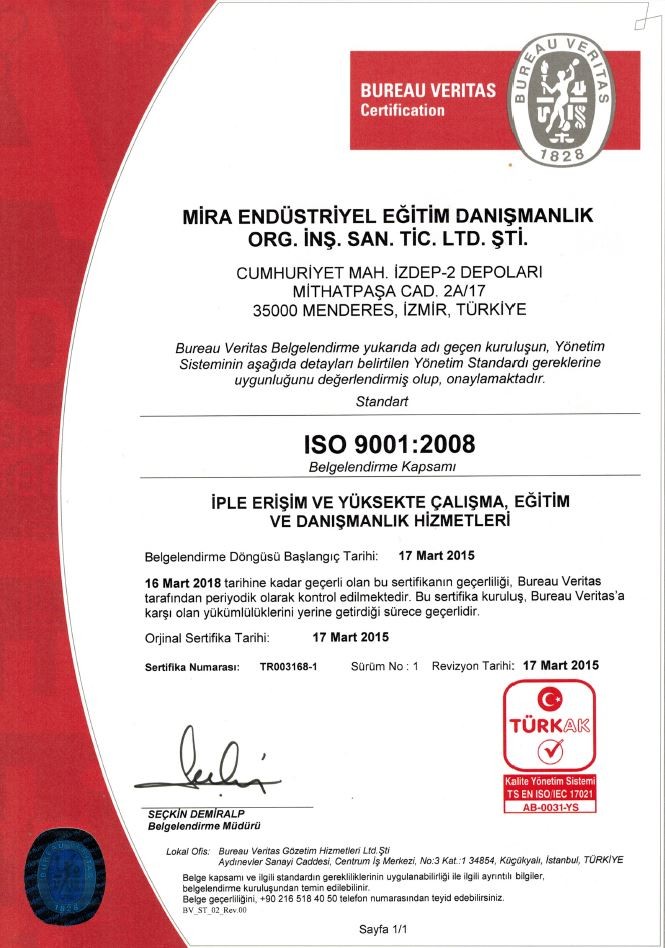 BUREAU VERITAS
Certification
BUREAU VERITAS
1828
MİRA ENDÜSTRİYEL EĞİTİM DANIŞMANLIK
ORG. İNŞ. SAN. TİC. LTD. ŞTİ.
CUMHURİYET MAH. İZDEP-2 DEPOLARI
MİTHATPAŞA CAD. 2A/17
35000 MENDERES, İZMİR, TÜRKİYE
Bureau Veritas Belgelendirme yukarıda adı geçen kuruluşun, Yönetim
Sisteminin aşağıda detayları belirtilen Yönetim Standardı gereklerine
uygunluğunu değerlendirmiş olup, onaylamaktadır.
Standart
ISO 9001:2008
Belgelendirme Kapsamı
İPLE ERİŞİM VE YÜKSEKTE ÇALIŞMA, EĞİTİM
VE DANIŞMANLIK HİZMETLERİ
Belgelendirme Döngüsü Başlangıç Tarihi: 17 Mart 2015
16 Mart 2018 tarihine kadar geçerli olan bu sertifikanın geçerliliği, Bureau Veritas
tarafından periyodik olarak kontrol edilmektedir. Bu sertifika kuruluş, Bureau Veritas'a
karşı olan yükümlülüklerini yerine getirdiği sürece geçerlidir.
Orjinal Sertifika Tarihi: 17 Mart 2015
Sertifika Numarası: TR003168-1 Sürüm No : 1 Revizyon Tarihi: 17 Mart 2015
TÜRKAK
Kalite Yönetim Sistemi
TS EN ISO/IEC 17021
AB-0031-YS
SEÇKİN DEMİRALP
Belgelendirme Müdürü
Lokal Ofis: Bureau Veritas Gözetim Hizmetleri Ltd.Şti
Aydınevler Sanayi Caddesi, Centrum İş Merkezi, No:3 Kat.:1 34854, Küçükyalı, İstanbul, TÜRKİYE
Belge kapsamı ve ilgili standardın gerekliliklerinin uygulanabilirliği ile ilgili ayrıntılı bilgiler,
belgelendirme kuruluşundan temin edilebilinir.
Belge geçerliliğini, +90 216 518 40 50 telefon numarasından teyid edebilirsiniz.
BV_ST_02_Rev.00
1828
Sayfa 1/1